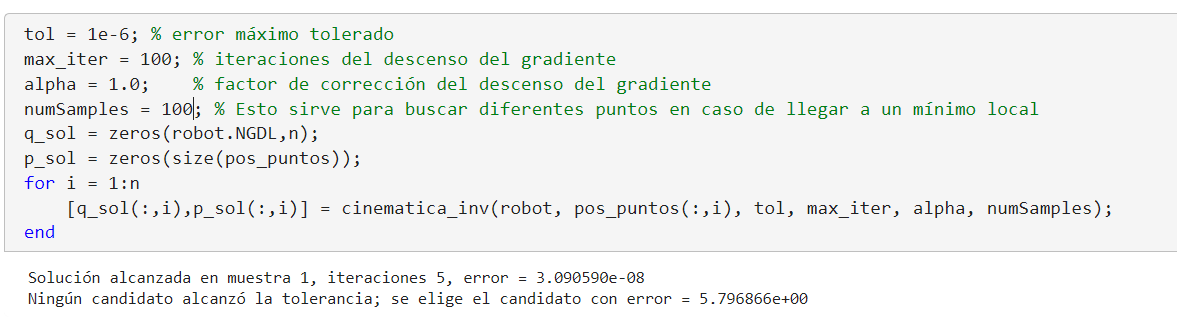 tol = 1e-6; % error máximo tolerado
max_iter = 100; % iteraciones del descenso del gradiente
alpha = 1.0;    % factor de corrección del descenso del gradiente
numSamples = 100; % Esto sirve para buscar diferentes puntos en caso de llegar a un mínimo local
q_sol = zeros(robot.NGDL,n);
p_sol = zeros(size(pos_puntos));
for i = 1:n
    [q_sol(:,i),p_sol(:,i)] = cinematica_inv(robot, pos_puntos(:,i), tol, max_iter, alpha, numSamples);
end
Solución alcanzada en muestra 1, iteraciones 5, error = 3.090590e-08
Ningún candidato alcanzó la tolerancia; se elige el candidato con error = 5.796866e+00